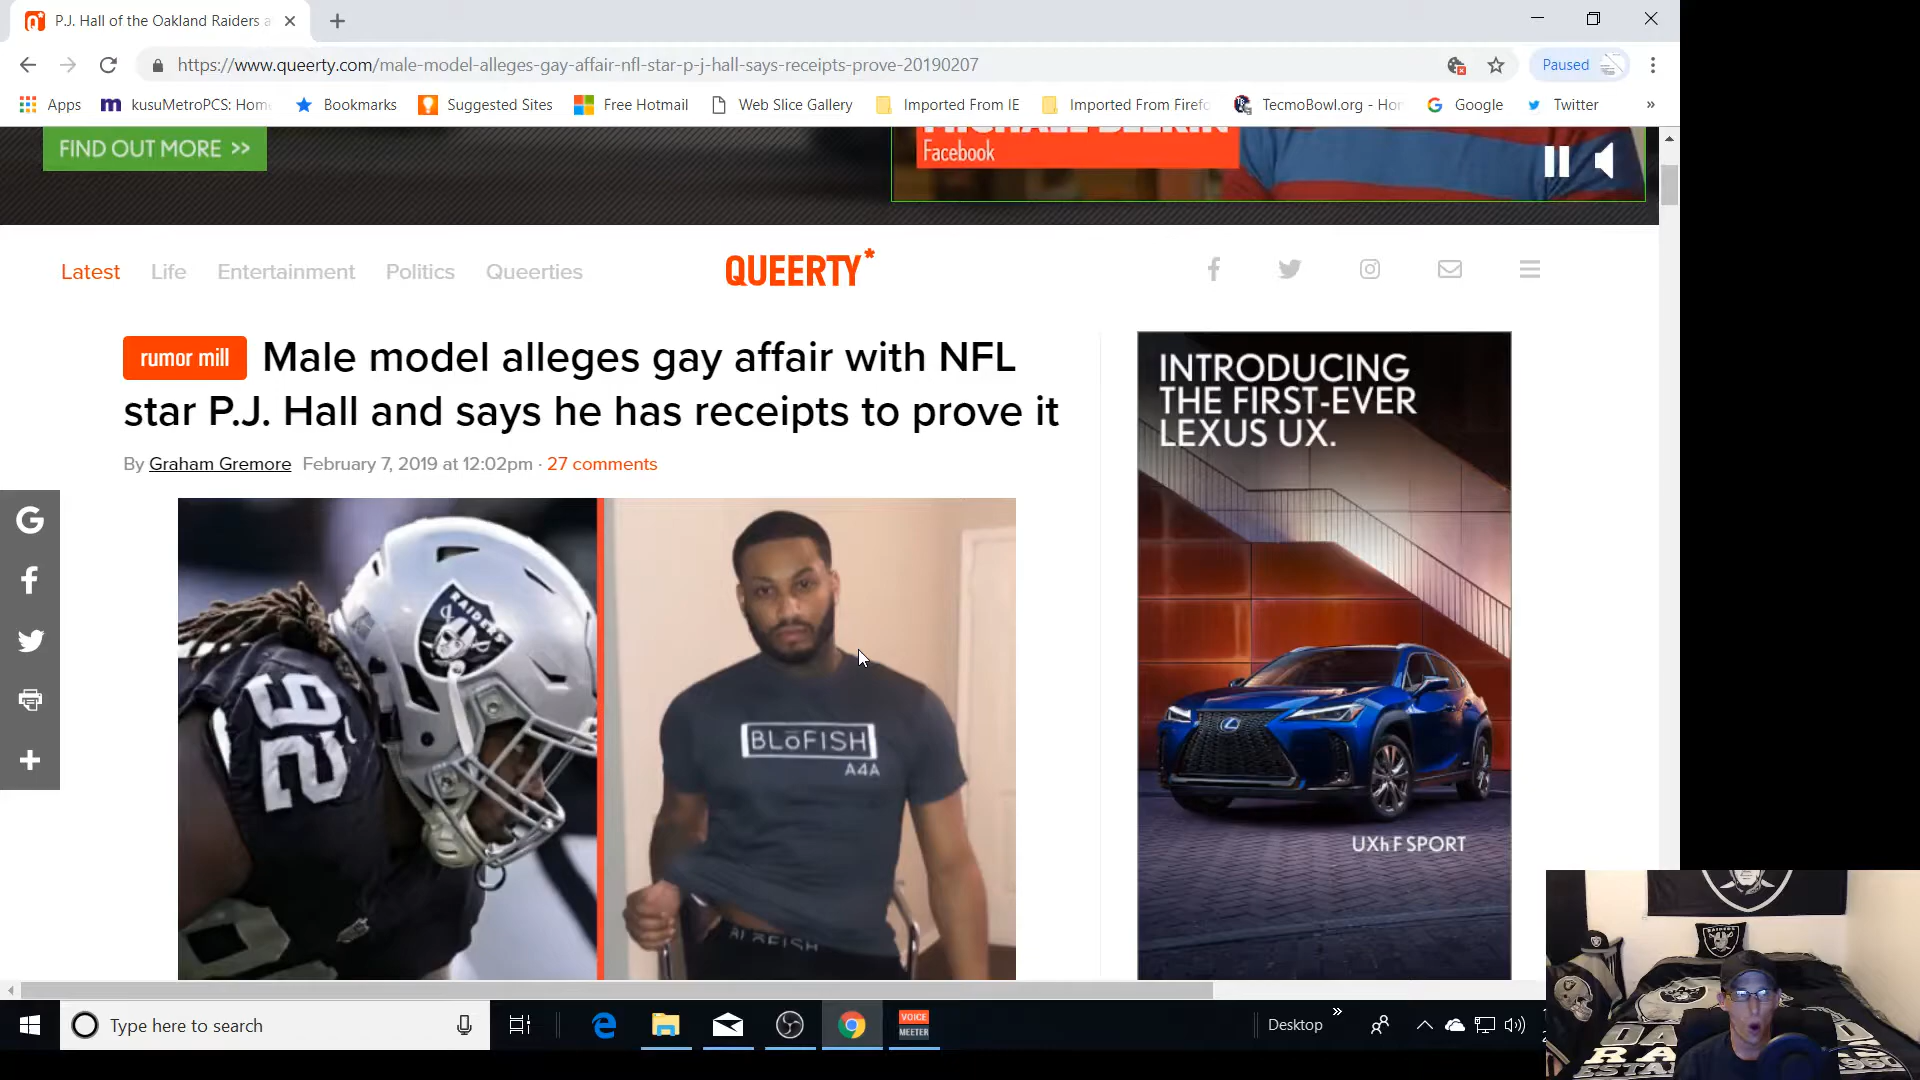 P.J. Hall of the Oakland Raiders a
https://www.queerty.com/male-model-alleges-gay-affair-nfl-star-p-j-hall-says-receipts-prove-20190207
Paused
Apps
kusuMetroPCS: Home
Bookmarks
Suggested Sites
Free Hotmail
Web Slice Gallery
Imported From IE
Imported From Firefo
TecmoBowl.org - Hor
Google
Twitter
»
FIND OUT MORE >>
Facebook
Latest
Life
Entertainment
Politics
Queerties
QUEERTY*
rumor mill Male model alleges gay affair with NFL
star P.J. Hall and says he has receipts to prove it
By Graham Gremore February 7, 2019 at 12:02pm · 27 comments
INTRODUCING
THE FIRST-EVER
LEXUS UX.
UXh F SPORT
RAIDERS
92
BLōFISH
A4A
BLōFISH
Type here to search
VOICE
MEETER
Desktop
»